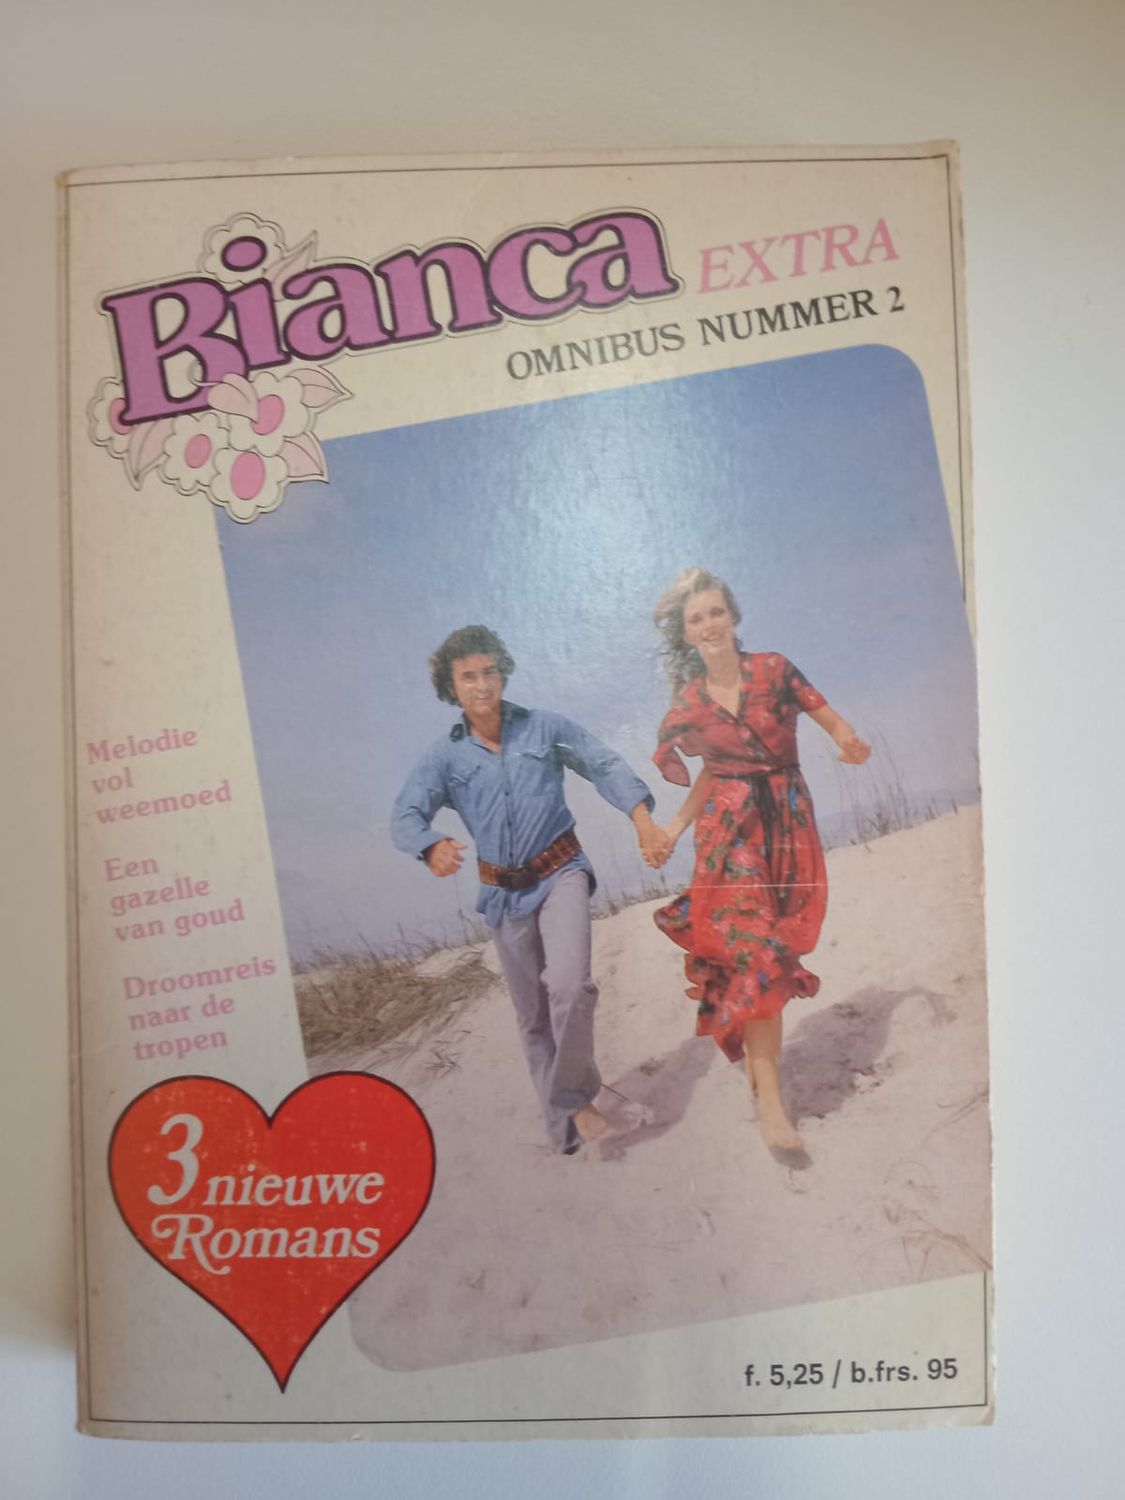 Bianca EXTRA
OMNIBUS NUMMER 2
Melodie
vol
weemoed
Een
gazelle
van goud
Droomreis
naar de
tropen
3 nieuwe
Romans
f. 5,25 / b.frs. 95